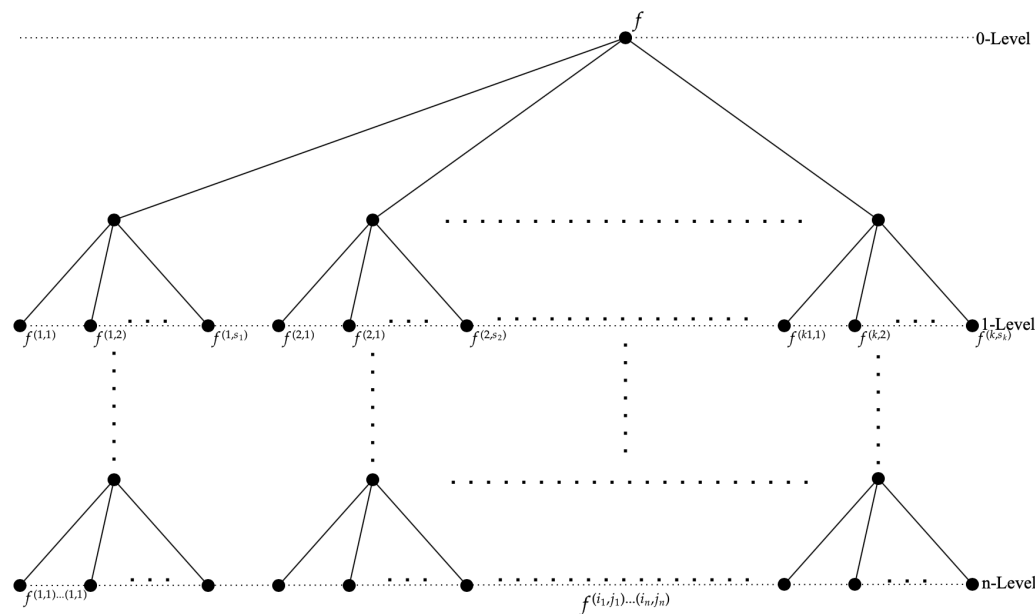 f
0-Level
f^{(1,1)} f^{(1,2)} f^{(1,s_1)} f^{(2,1)} f^{(2,1)} f^{(2,s_2)} f^{(k1,1)} f^{(k,2)} 1-Level f^{(k,s_k)}
f^{(1,1)...(1,1)} f^{(i_1,j_1)...(i_n,j_n)} n-Level